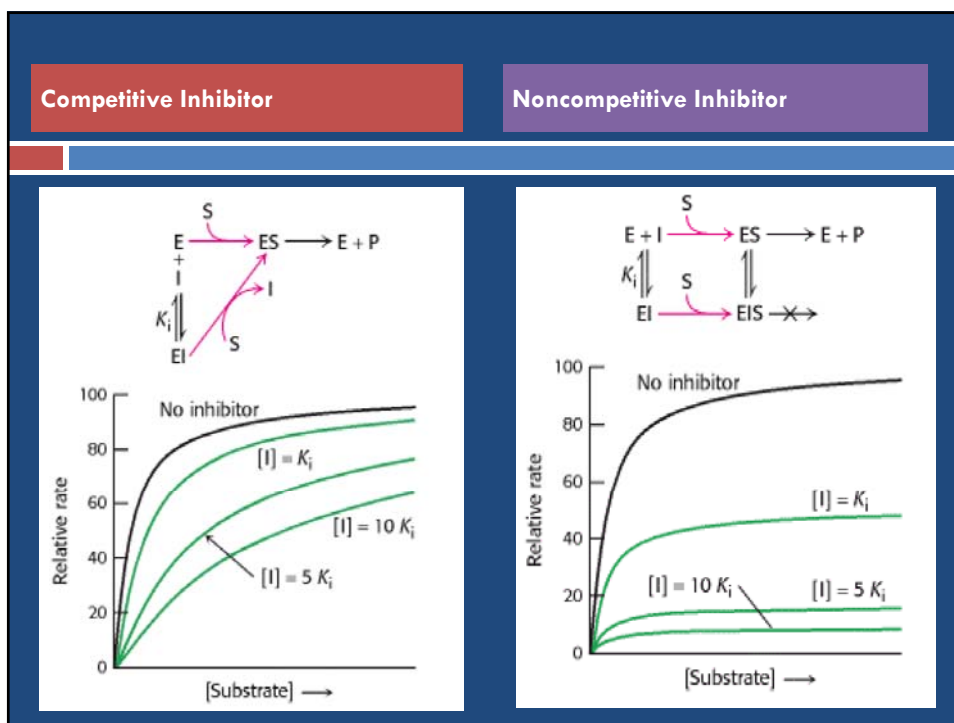 Competitive Inhibitor
Noncompetitive Inhibitor
S
E → ES → E + P
+
I
I
Kᵢ
S
EI
100
80
60
40
20
0
Relative rate
No inhibitor
[I] = Kᵢ
[I] = 10 Kᵢ
[I] = 5 Kᵢ
[Substrate] →
S
E + I → ES → E + P
Kᵢ
S
EI → EIS →
100
80
60
40
20
0
Relative rate
No inhibitor
[I] = Kᵢ
[I] = 10 Kᵢ
[I] = 5 Kᵢ
[Substrate] →